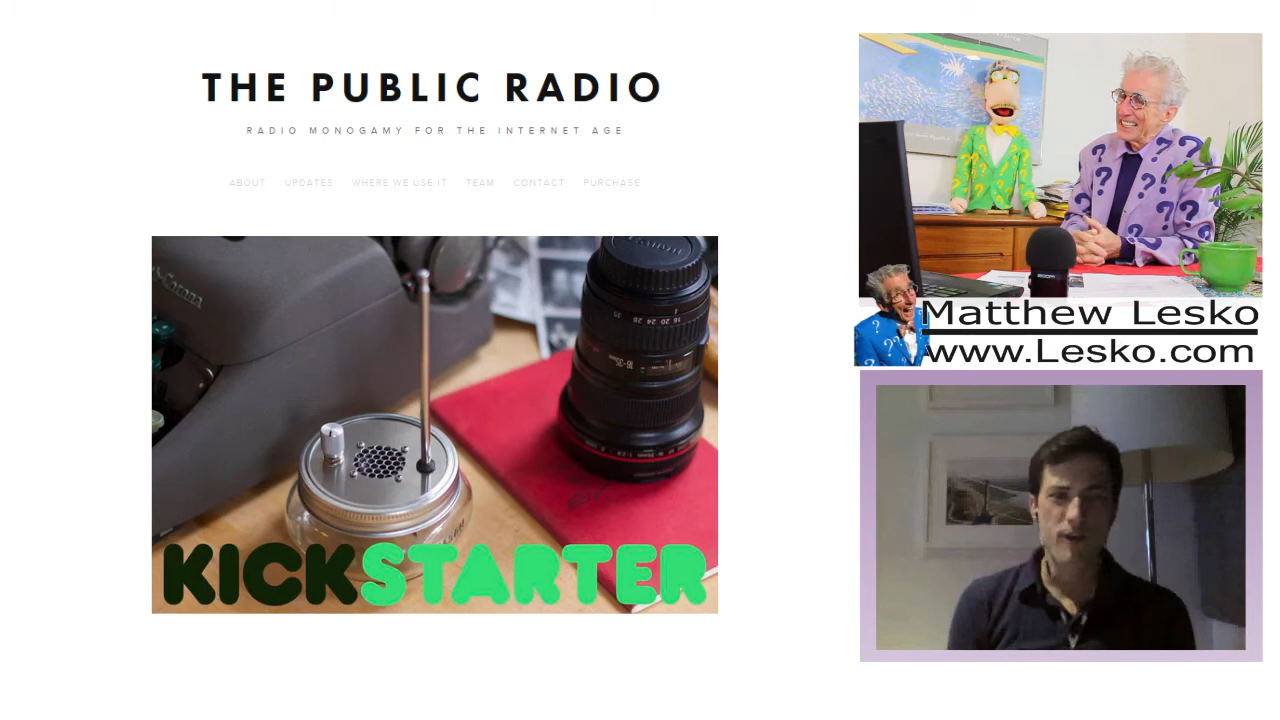 THE PUBLIC RADIO
RADIO MONOGAMY FOR THE INTERNET AGE
ABOUT UPDATES WHERE WE USE IT TEAM CONTACT PURCHASE
KICKSTARTER
Matthew Lesko
www.Lesko.com